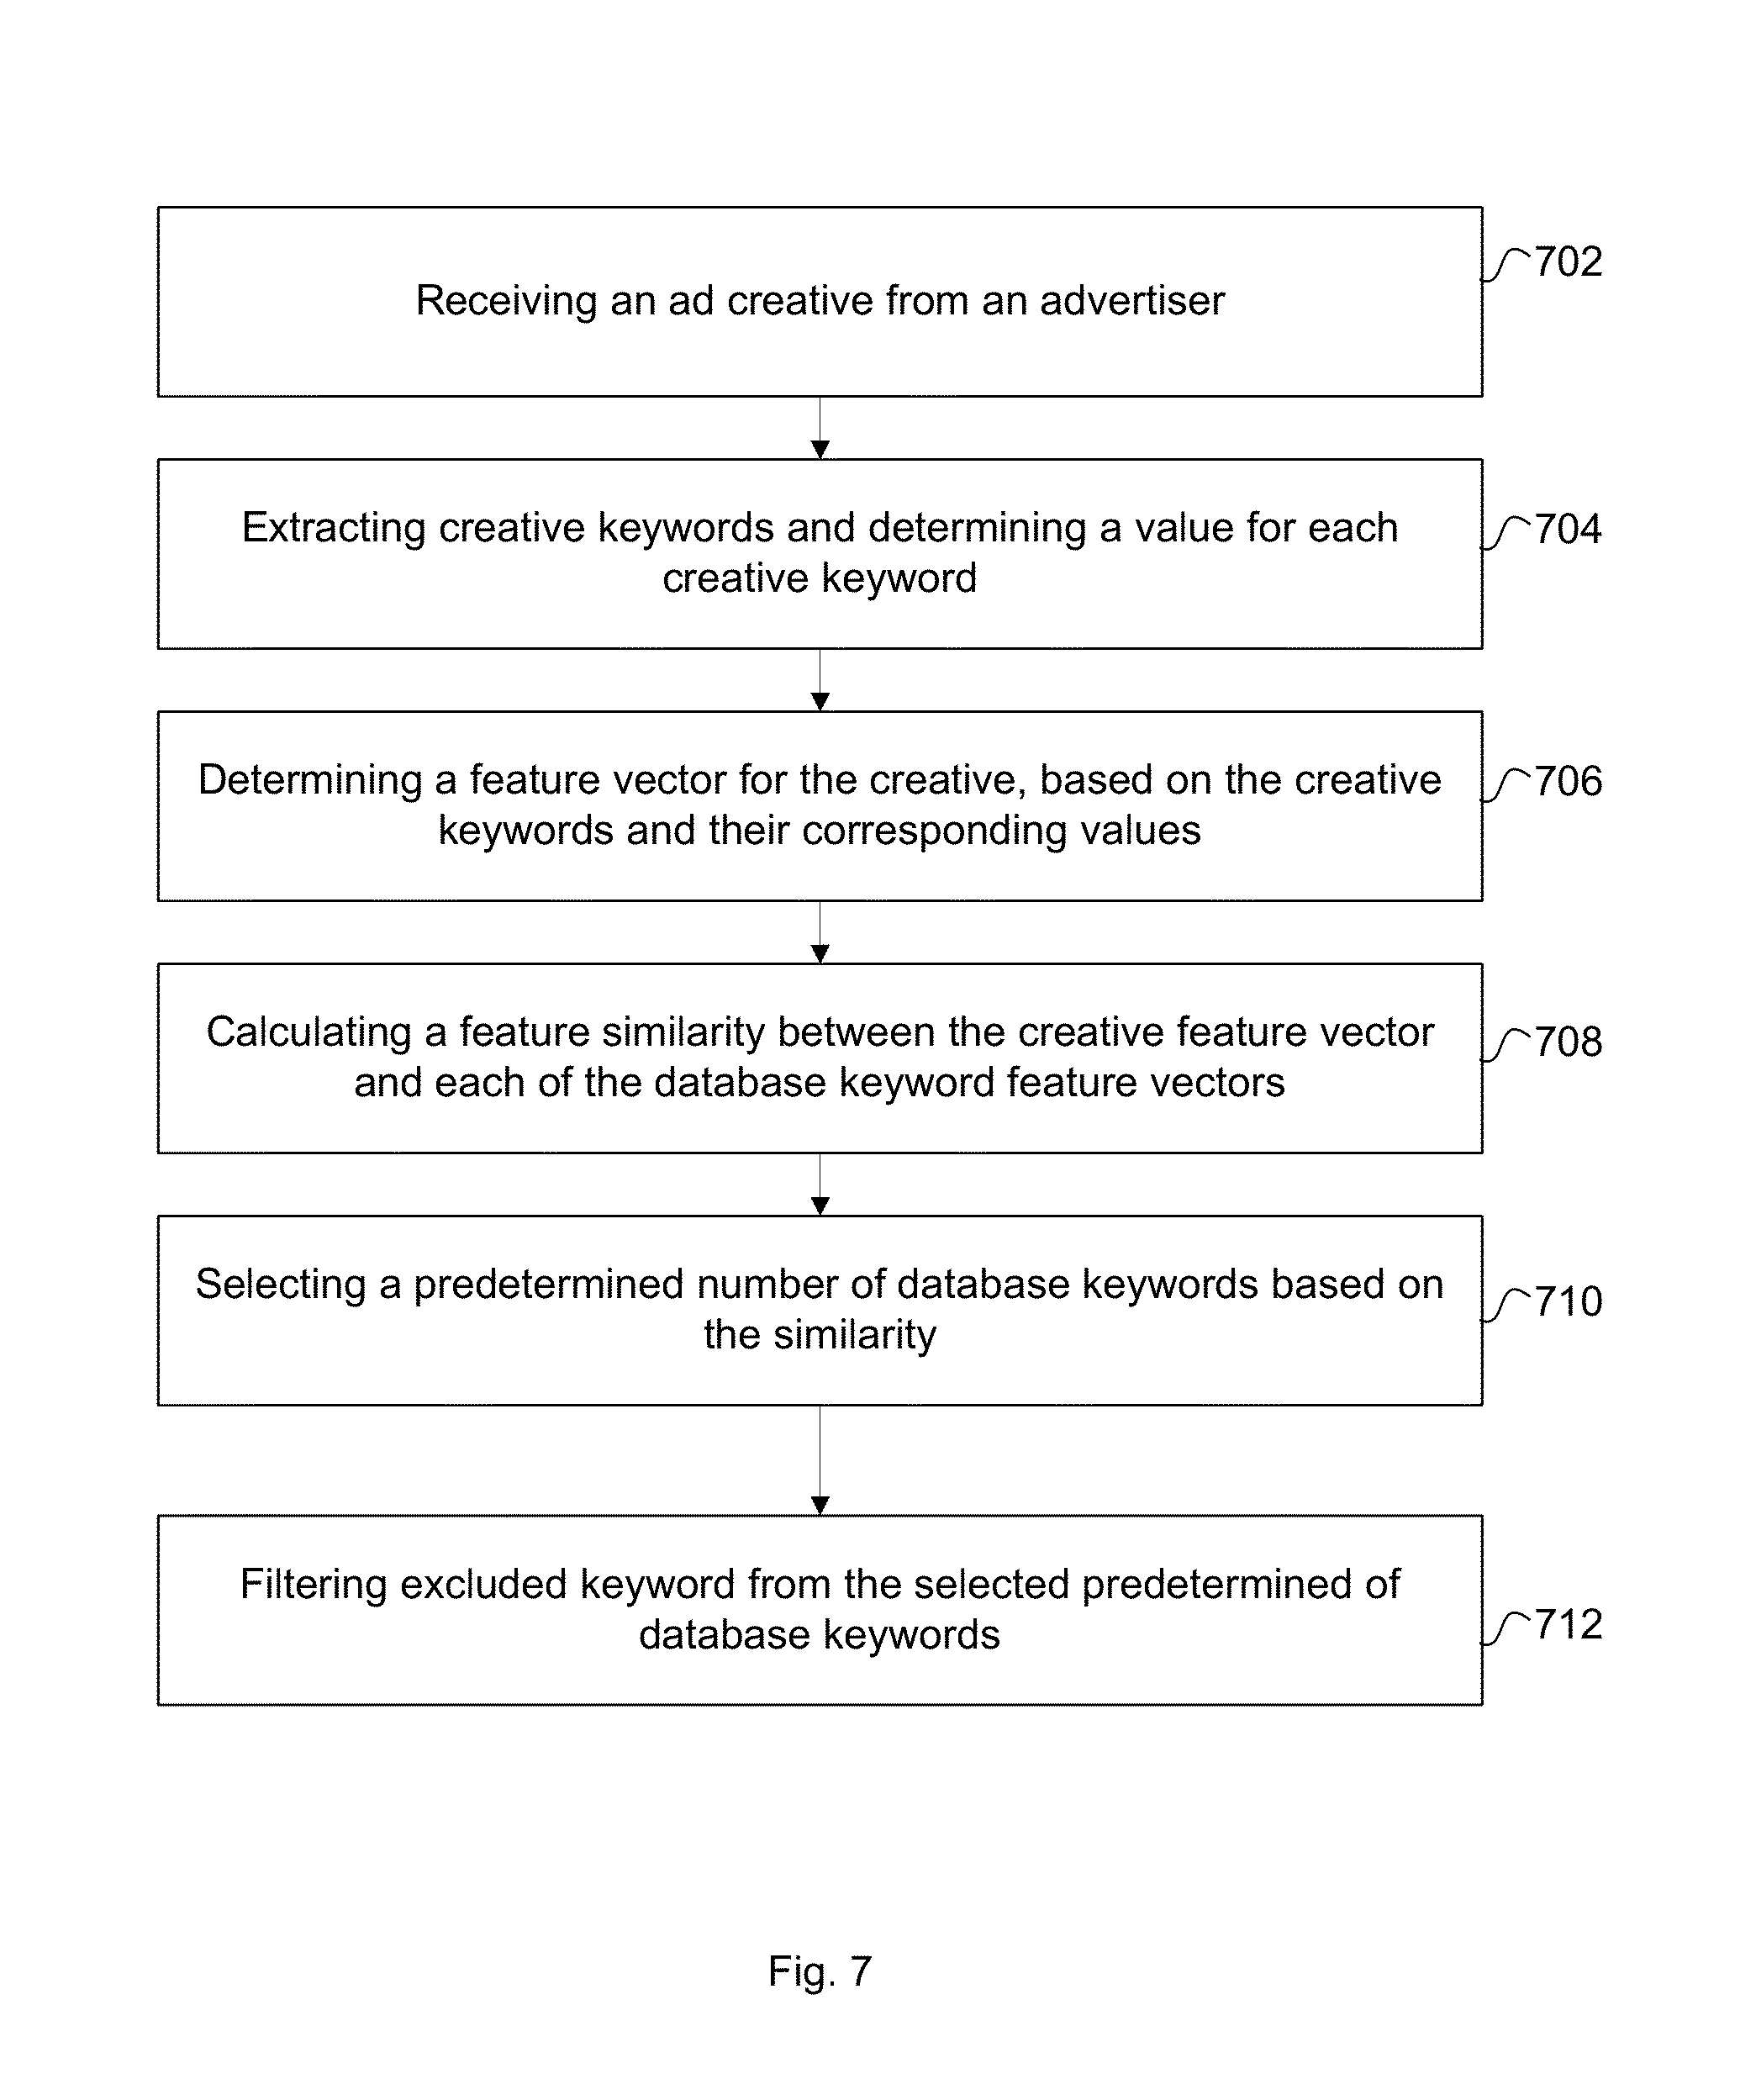 Receiving an ad creative from an advertiser
702
Extracting creative keywords and determining a value for each
creative keyword
704
Determining a feature vector for the creative, based on the creative
keywords and their corresponding values
706
Calculating a feature similarity between the creative feature vector
and each of the database keyword feature vectors
708
Selecting a predetermined number of database keywords based on
the similarity
710
Filtering excluded keyword from the selected predetermined of
database keywords
712
Fig. 7